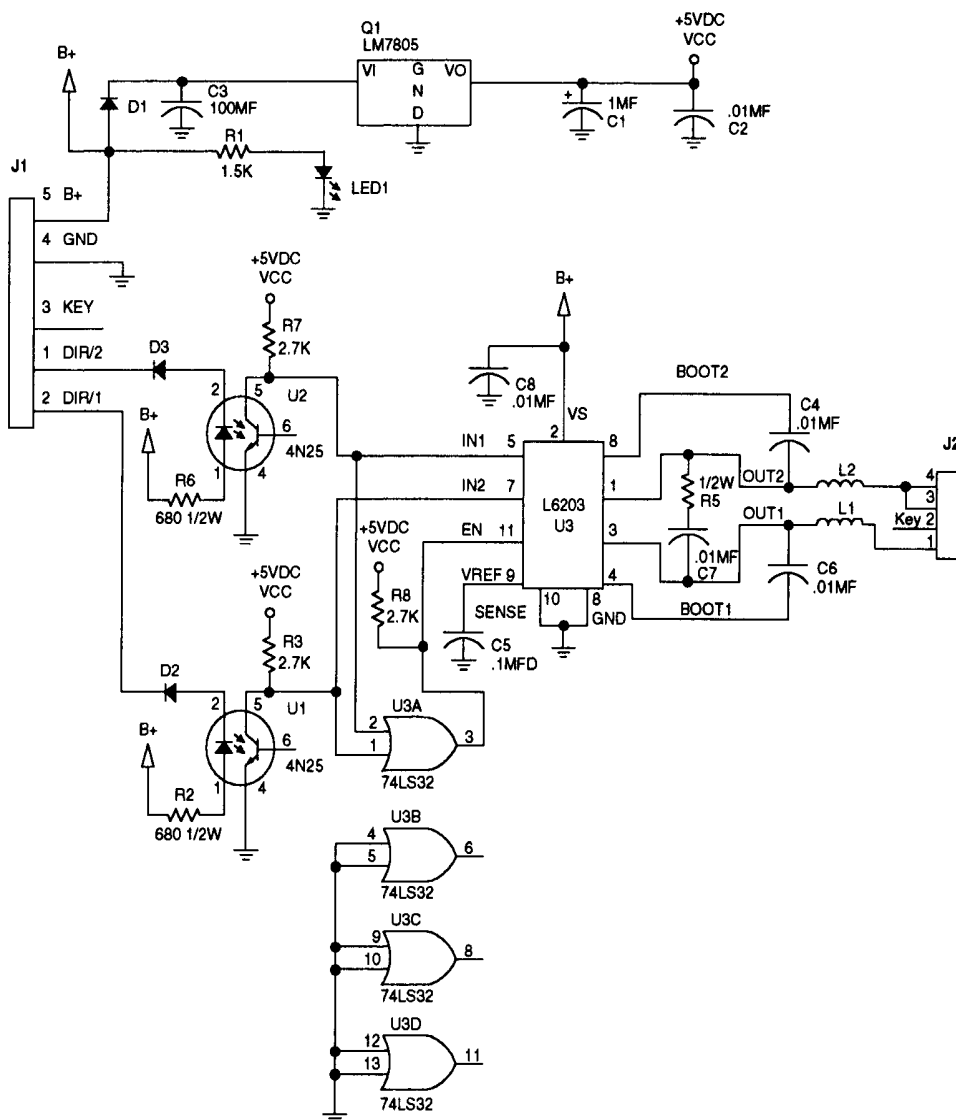 Q1
LM7805
+5VDC
VCC
B+
VI
G
N
D
VO
D1
C3
100MF
+
1MF
C1
.01MF
C2
R1
1.5K
LED1
J1
5 B+
4 GND
3 KEY
1 DIR/2
2 DIR/1
+5VDC
VCC
R7
2.7K
D3
2
5
U2
6
4N25
1
4
B+
R6
680 1/2W
B+
C8
.01MF
VS
2
BOOT2
C4
.01MF
J2
IN1 5
8
IN2 7
1
EN 11
3
VREF 9
4
L6203
U3
10
8
SENSE
GND
1/2W
R5
.01MF
C7
OUT2
OUT1
L2
L1
4
3
Key 2
1
C6
.01MF
BOOT1
+5VDC
VCC
R8
2.7K
C5
.1MFD
+5VDC
VCC
R3
2.7K
D2
2
5
U1
6
4N25
1
4
B+
R2
680 1/2W
U3A
2
1
3
74LS32
U3B
4
5
6
74LS32
U3C
9
10
8
74LS32
U3D
12
13
11
74LS32